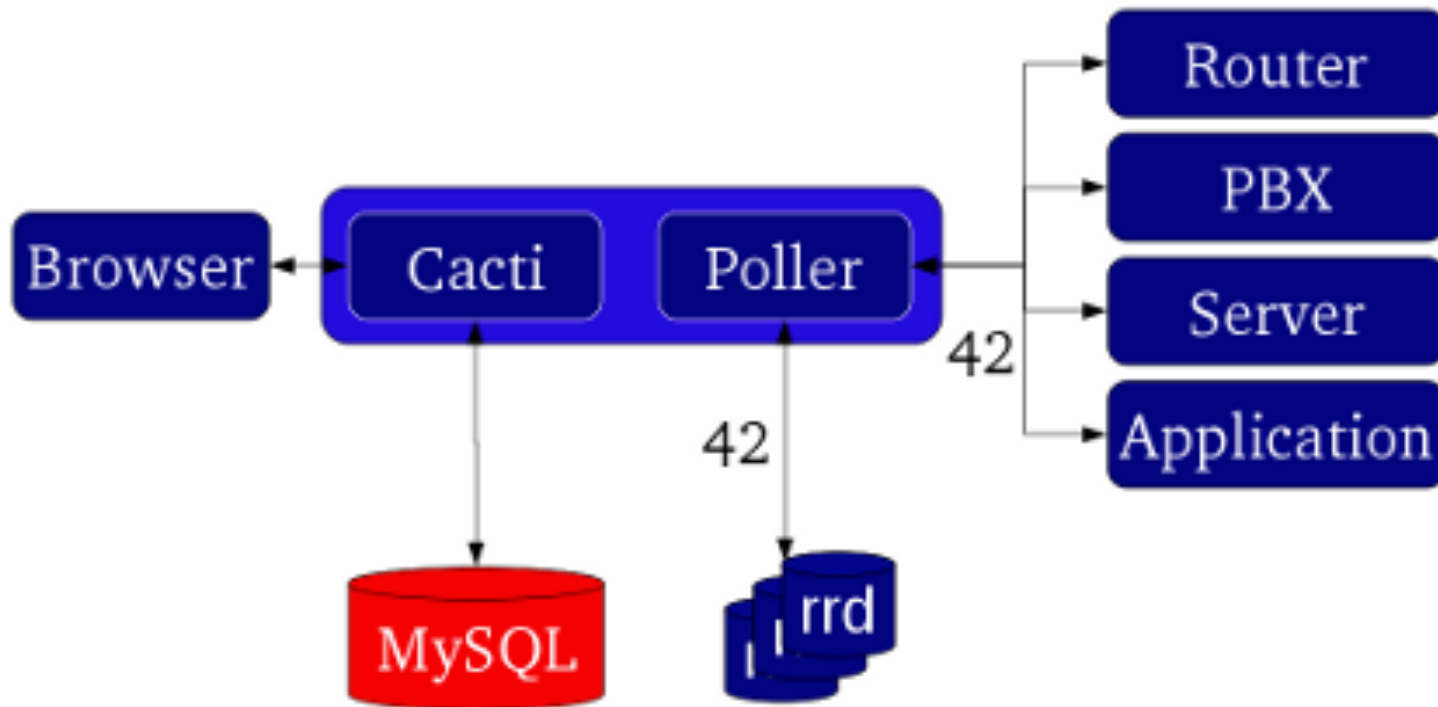 Router
PBX
Browser
Cacti
Poller
Server
42
Application
42
rrd
MySQL